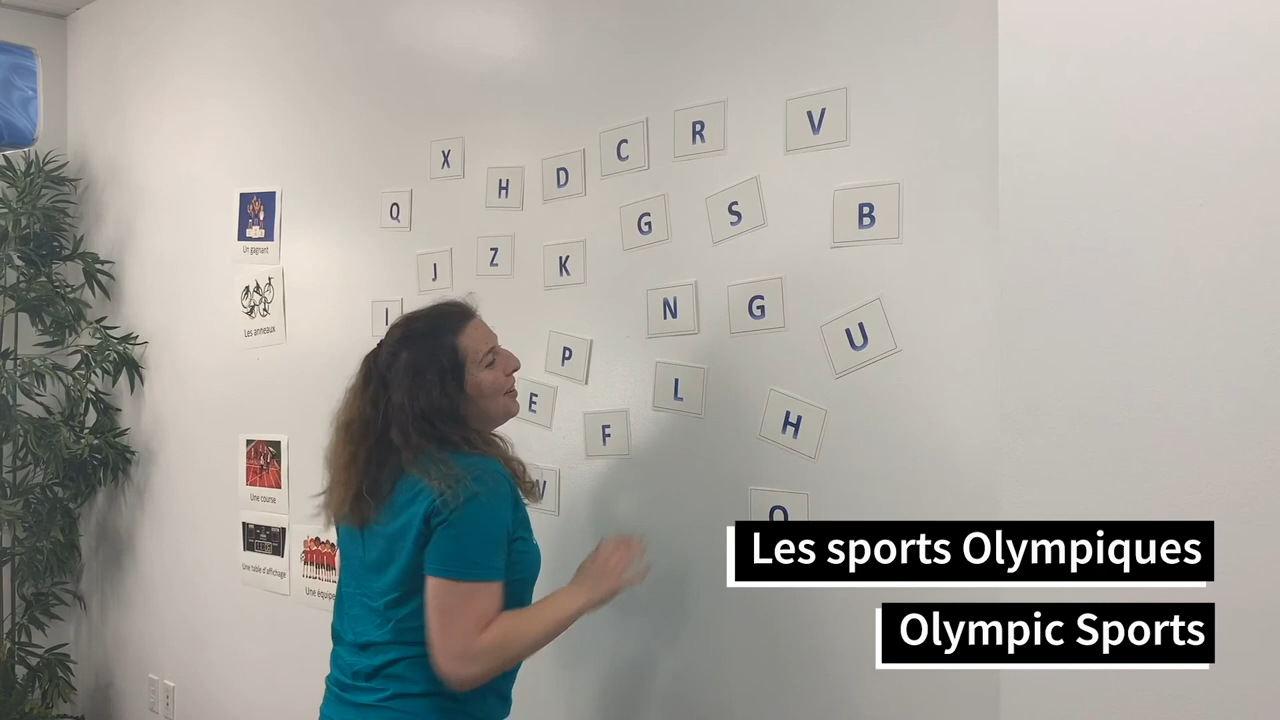 X
H
D
C
R
V
Q
J
Z
K
G
S
B
I
N
G
U
P
E
F
L
H
Un gagnant
Les anneaux
Une course
Une table d'affichage
Une équipe
Les sports Olympiques
Olympic Sports